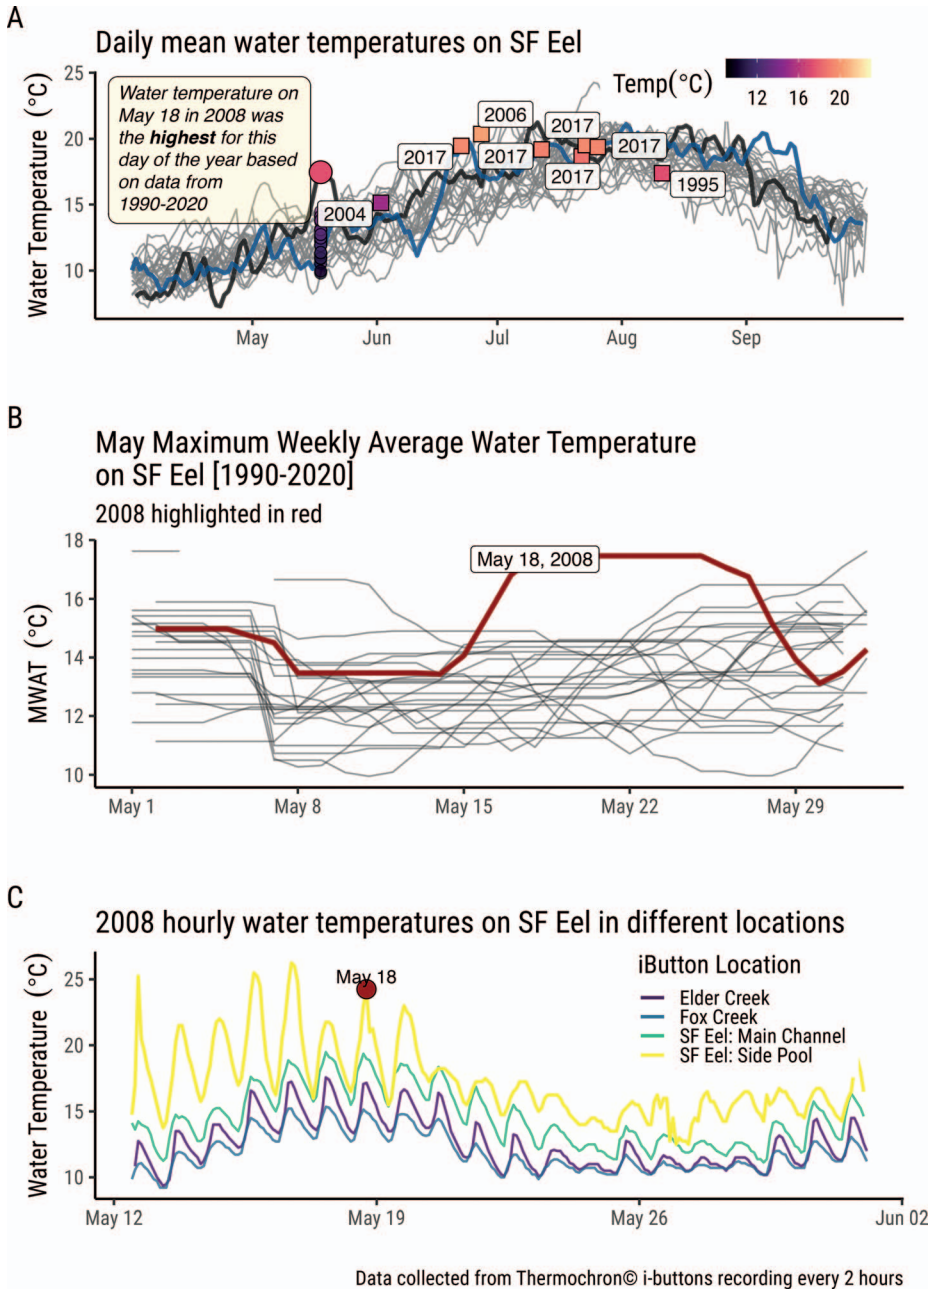 A
Daily mean water temperatures on SF Eel
Temp(°C)
12 16 20
Water Temperature (°C)
25
20
15
10
Water temperature on
May 18 in 2008 was
the highest for this
day of the year based
on data from
1990-2020
2006
2017
2017
2017
2017
2017
2004
1995
May Jun Jul Aug Sep
B
May Maximum Weekly Average Water Temperature
on SF Eel [1990-2020]
2008 highlighted in red
MWAT (°C)
18
16
14
12
10
May 18, 2008
May 1 May 8 May 15 May 22 May 29
C
2008 hourly water temperatures on SF Eel in different locations
Water Temperature (°C)
25
20
15
10
May 18
iButton Location
Elder Creek
Fox Creek
SF Eel: Main Channel
SF Eel: Side Pool
May 12 May 19 May 26 Jun 02
Data collected from Thermochron© i-buttons recording every 2 hours